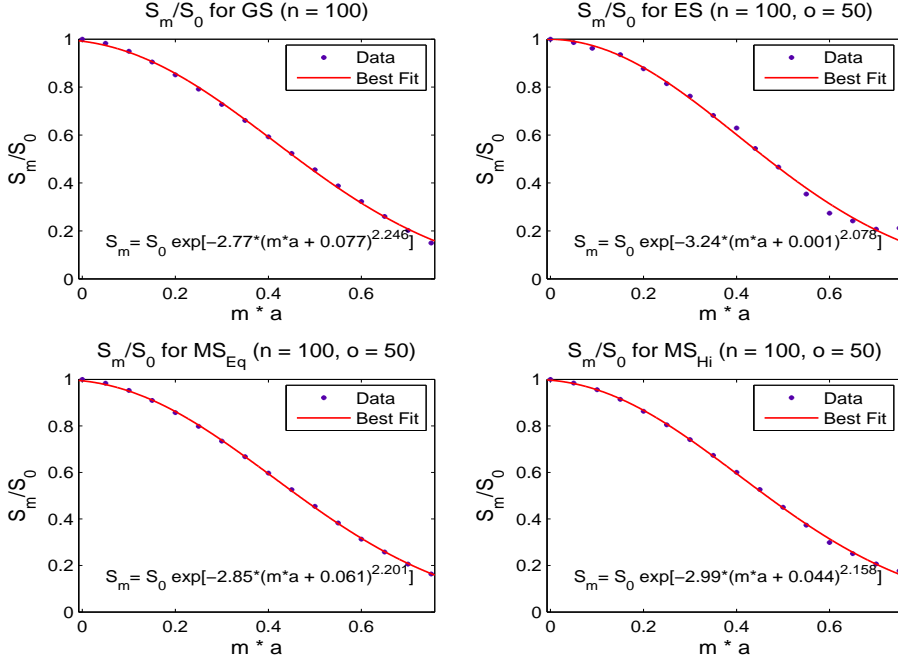 S_m/S_0 for GS (n = 100)
S_m/S_0
1
0.8
0.6
0.4
0.2
0
Data
Best Fit
S_m = S_0 exp[−2.77*(m*a + 0.077)^2.246]
0 0.2 0.4 0.6
m * a
S_m/S_0 for ES (n = 100, o = 50)
S_m/S_0
1
0.8
0.6
0.4
0.2
0
Data
Best Fit
S_m = S_0 exp[−3.24*(m*a + 0.001)^2.078]
0 0.2 0.4 0.6
m * a
S_m/S_0 for MS_Eq (n = 100, o = 50)
S_m/S_0
1
0.8
0.6
0.4
0.2
0
Data
Best Fit
S_m = S_0 exp[−2.85*(m*a + 0.061)^2.201]
0 0.2 0.4 0.6
m * a
S_m/S_0 for MS_Hi (n = 100, o = 50)
S_m/S_0
1
0.8
0.6
0.4
0.2
0
Data
Best Fit
S_m = S_0 exp[−2.99*(m*a + 0.044)^2.158]
0 0.2 0.4 0.6
m * a